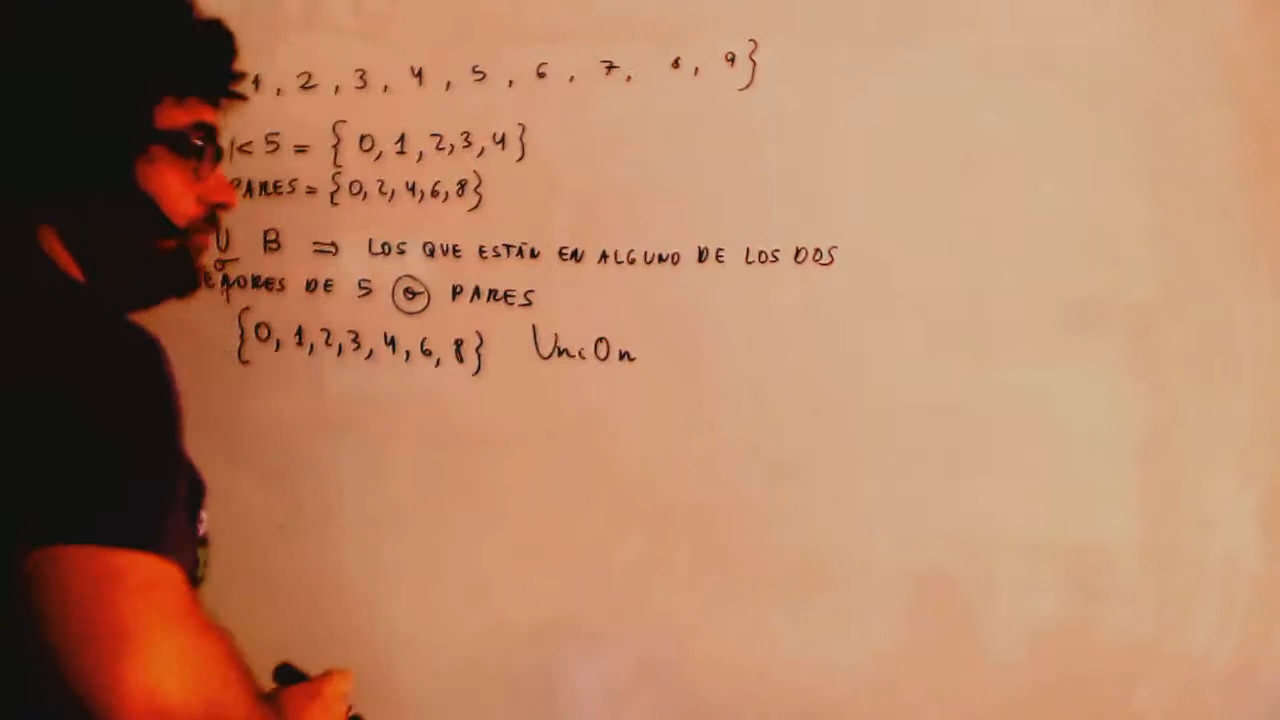 1, 2, 3, 4, 5, 6, 7, 8, 9}
< 5 = { 0, 1, 2, 3, 4 }
PARES = {0, 2, 4, 6, 8}
U B ⇒ LOS QUE ESTÁN EN ALGUNO DE LOS DOS
ENORES DE 5 O PARES
{0, 1, 2, 3, 4, 6, 8} UniOn